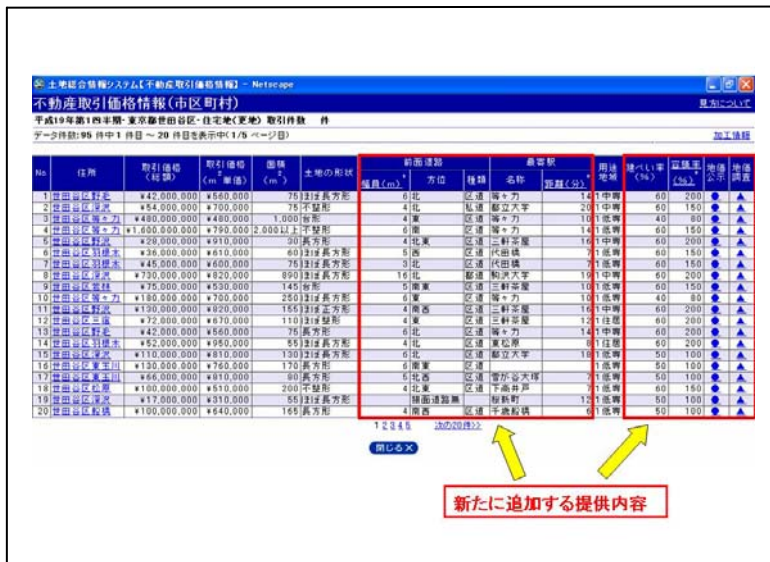 土地総合情報システム【不動産取引価格情報】 - Netscape
不動産取引価格情報(市区町村) 見方について
平成19年第1四半期・東京都世田谷区・住宅地(更地) 取引件数 件
データ件数:95 件中 1 件目 ~ 20 件目を表示中(1/5 ページ目) 加工情報
前面道路 最寄駅
No 住所 取引価格(総額) 取引価格(m²単価) 面積(m²) 土地の形状 幅員(m) 方位 種類 名称 距離(分) 用途地域 建ぺい率(%) 容積率(%) 地価公示 地価調査
1 世田谷区野毛 ¥42,000,000 ¥560,000 75 ほぼ長方形 6 北 区道 等々力 14 1中専 60 200 ● ▲
2 世田谷区深沢 ¥54,000,000 ¥700,000 75 不整形 4 北 私道 都立大学 20 1低専 60 150 ● ▲
3 世田谷区等々力 ¥480,000,000 ¥480,000 1,000 台形 4 東 区道 等々力 10 1低専 40 80 ● ▲
4 世田谷区等々力 ¥1,600,000,000 ¥790,000 2,000以上 不整形 6 南 区道 等々力 14 1低専 60 150 ● ▲
5 世田谷区野沢 ¥28,000,000 ¥910,000 30 長方形 4 北東 区道 三軒茶屋 16 1中専 60 200 ● ▲
6 世田谷区羽根木 ¥36,000,000 ¥610,000 60 ほぼ長方形 5 西 区道 代田橋 7 1低専 60 150 ● ▲
7 世田谷区羽根木 ¥45,000,000 ¥600,000 75 ほぼ長方形 3 北 区道 代田橋 7 1低専 60 150 ● ▲
8 世田谷区深沢 ¥730,000,000 ¥820,000 890 ほぼ長方形 16 北 都道 駒沢大学 19 1中専 60 200 ● ▲
9 世田谷区若林 ¥75,000,000 ¥530,000 145 台形 5 南東 区道 三軒茶屋 10 1低専 60 150 ● ▲
10 世田谷区等々力 ¥180,000,000 ¥700,000 250 ほぼ長方形 6 東 区道 等々力 10 1低専 40 80 ● ▲
11 世田谷区野沢 ¥130,000,000 ¥820,000 155 ほぼ正方形 4 南西 区道 三軒茶屋 16 1中専 60 200 ● ▲
12 世田谷区三宿 ¥72,000,000 ¥670,000 110 ほぼ整形 4 東 区道 三軒茶屋 12 1住居 60 200 ● ▲
13 世田谷区野毛 ¥42,000,000 ¥560,000 75 長方形 6 北 区道 等々力 14 1中専 60 200 ● ▲
14 世田谷区羽根木 ¥52,000,000 ¥950,000 55 ほぼ長方形 4 北 区道 東松原 8 1住居 60 200 ● ▲
15 世田谷区深沢 ¥110,000,000 ¥810,000 130 ほぼ長方形 6 北 区道 都立大学 18 1低専 50 100 ● ▲
16 世田谷区東玉川 ¥130,000,000 ¥760,000 170 長方形 6 南東 区道 1低専 50 100 ● ▲
17 世田谷区東玉川 ¥66,000,000 ¥810,000 80 長方形 5 北西 区道 雪が谷大塚 7 1低専 50 100 ● ▲
18 世田谷区松原 ¥100,000,000 ¥510,000 200 不整形 4 北東 区道 下高井戸 7 1低専 60 150 ● ▲
19 世田谷区深沢 ¥17,000,000 ¥310,000 55 ほぼ長方形 接面道路無 桜新町 12 1低専 50 100 ● ▲
20 世田谷区船橋 ¥100,000,000 ¥640,000 165 長方形 4 南西 区道 千歳船橋 6 1低専 50 100 ● ▲
1 2 3 4 5 次の20件>>
閉じる X
新たに追加する提供内容